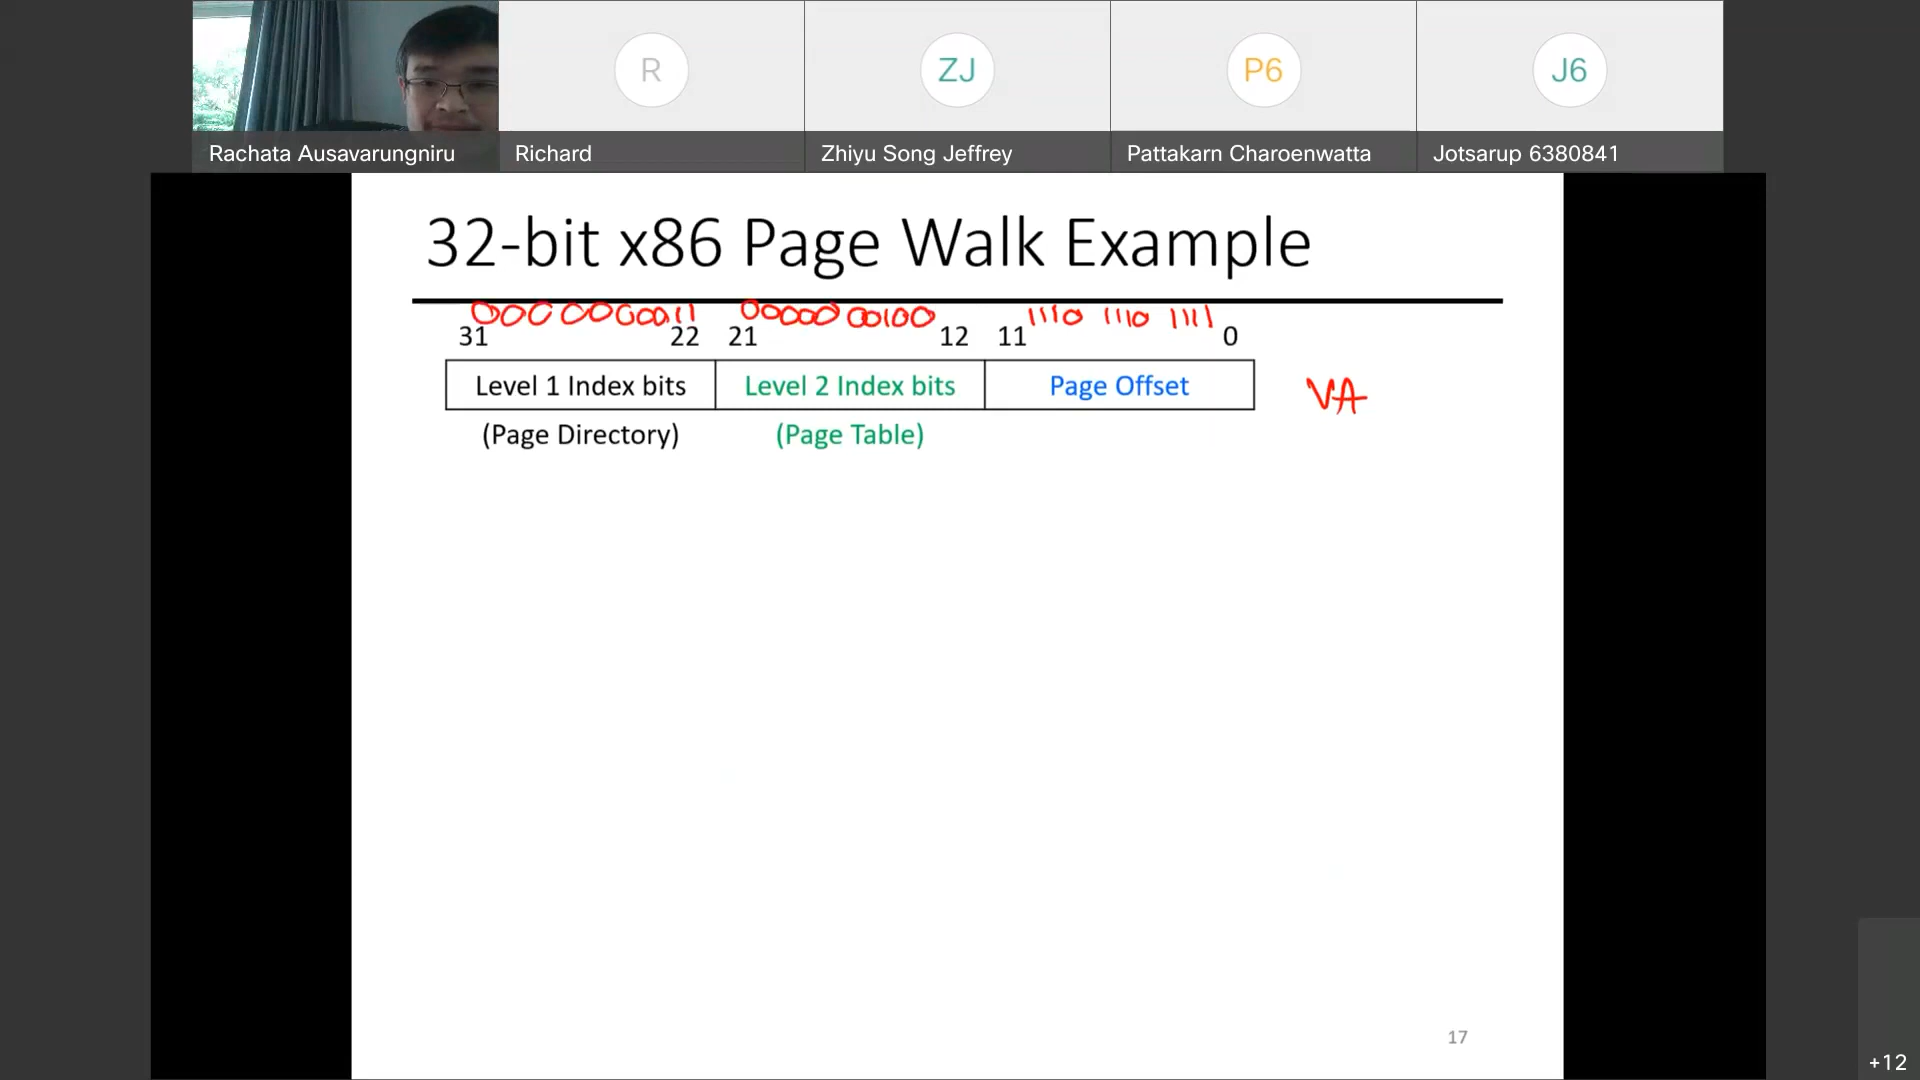 R
ZJ
P6
J6
Rachata Ausavarungniru
Richard
Zhiyu Song Jeffrey
Pattakarn Charoenwatta
Jotsarup 6380841
32-bit x86 Page Walk Example
1110 1110 1111
31 22 21 12 11 0
Level 1 Index bits Level 2 Index bits Page Offset VA
(Page Directory) (Page Table)
17
+12